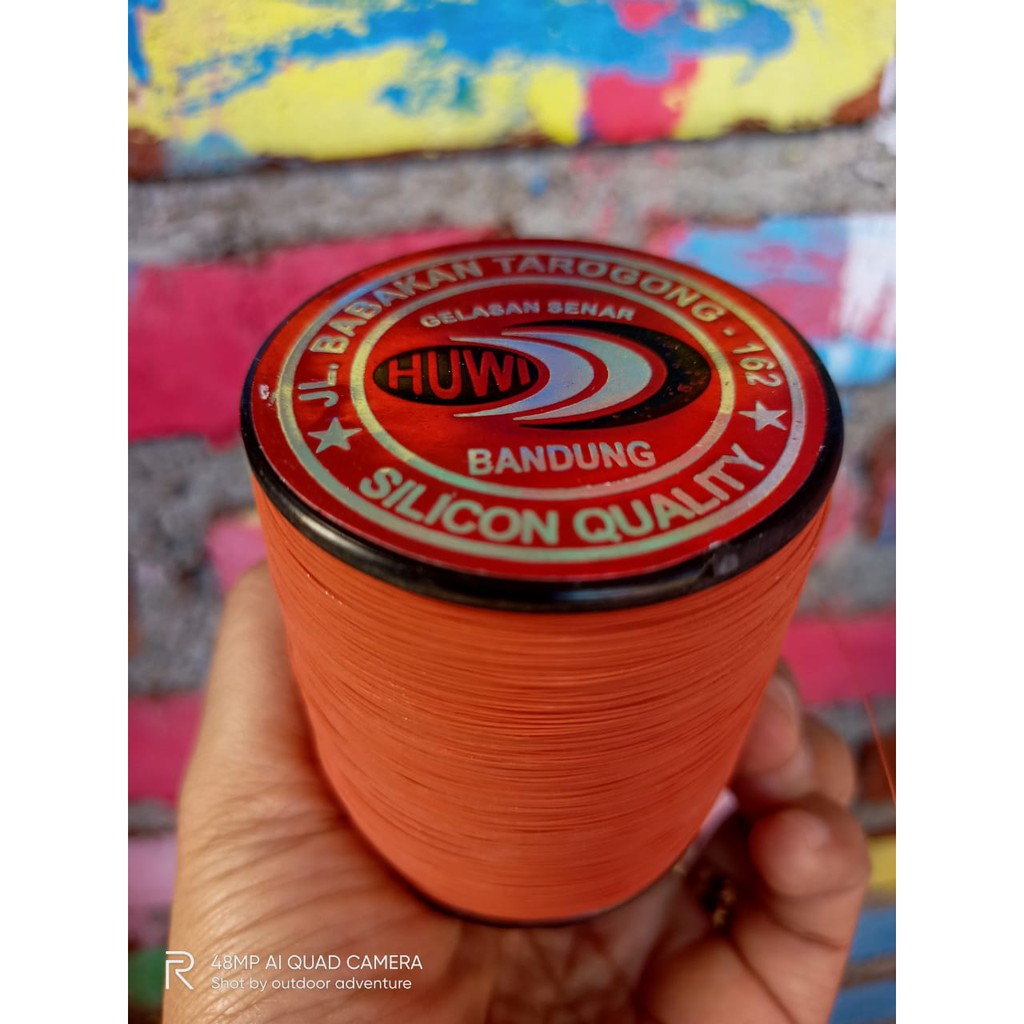 JL. BABAKAN TAROGONG - 162
GELASAN SENAR
HUWI
BANDUNG
SILICON QUALITY
R
48MP AI QUAD CAMERA
Shot by outdoor adventure